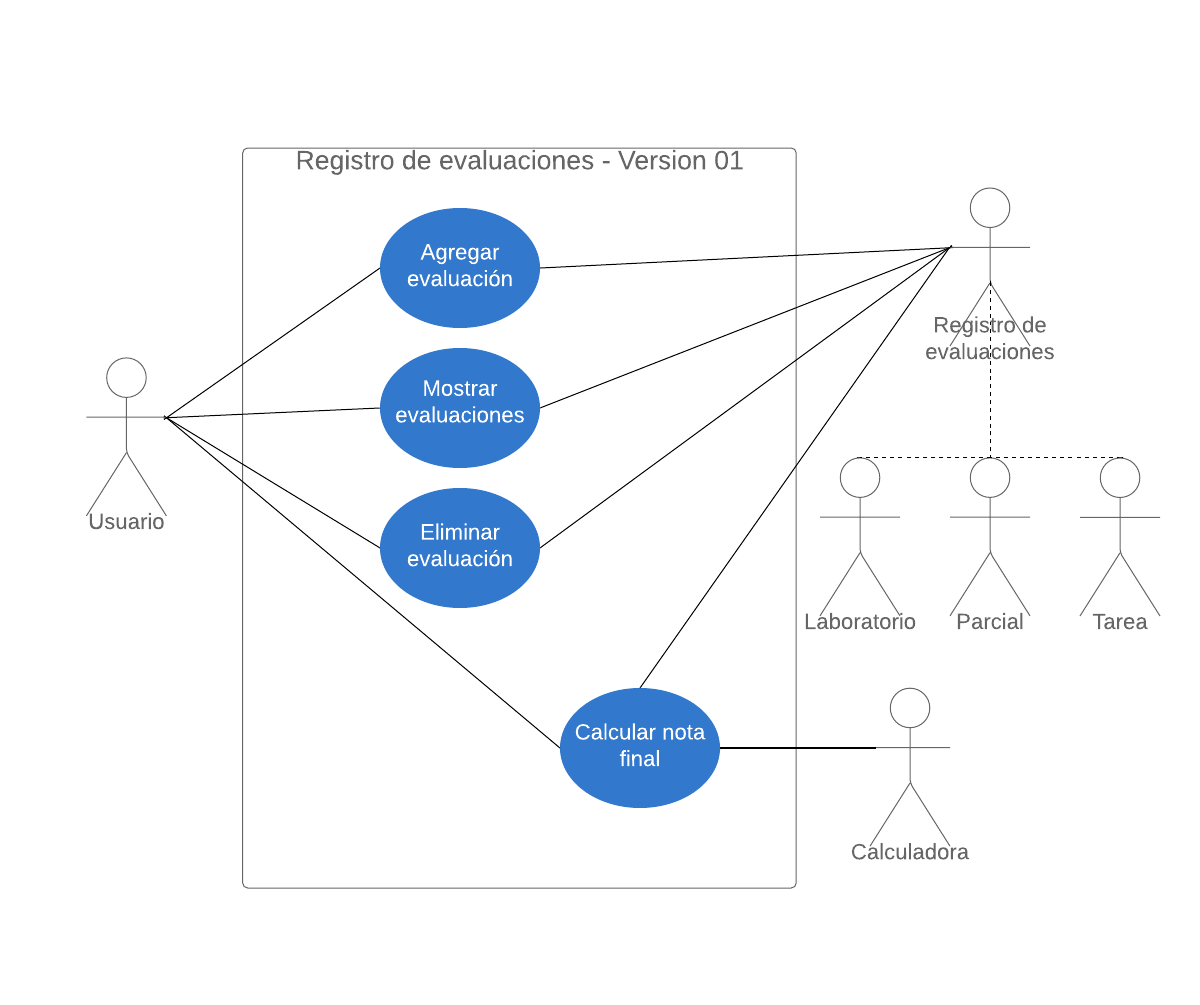 Registro de evaluaciones - Version 01
Agregar
evaluación
Mostrar
evaluaciones
Eliminar
evaluación
Calcular nota
final
Usuario
Registro de
evaluaciones
Laboratorio
Parcial
Tarea
Calculadora